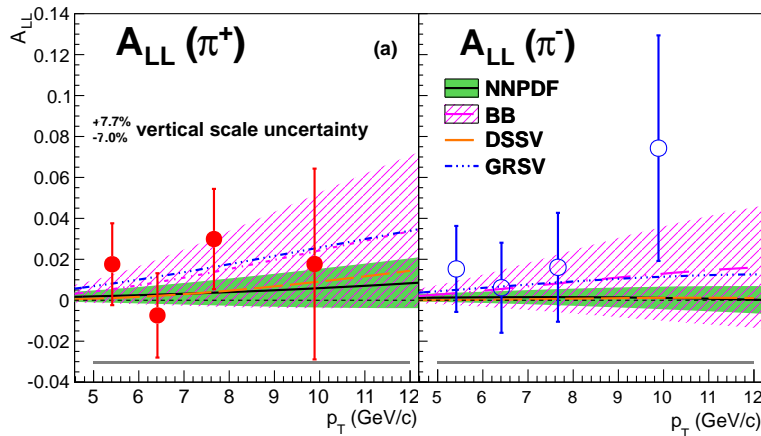 A_LL
A_LL (π⁺)
(a)
+7.7%
-7.0% vertical scale uncertainty
0.14
0.12
0.1
0.08
0.06
0.04
0.02
0
-0.02
-0.04
5 6 7 8 9 10 11 12
p_T (GeV/c)
A_LL (π⁻)
NNPDF
BB
DSSV
GRSV
5 6 7 8 9 10 11 12
p_T (GeV/c)